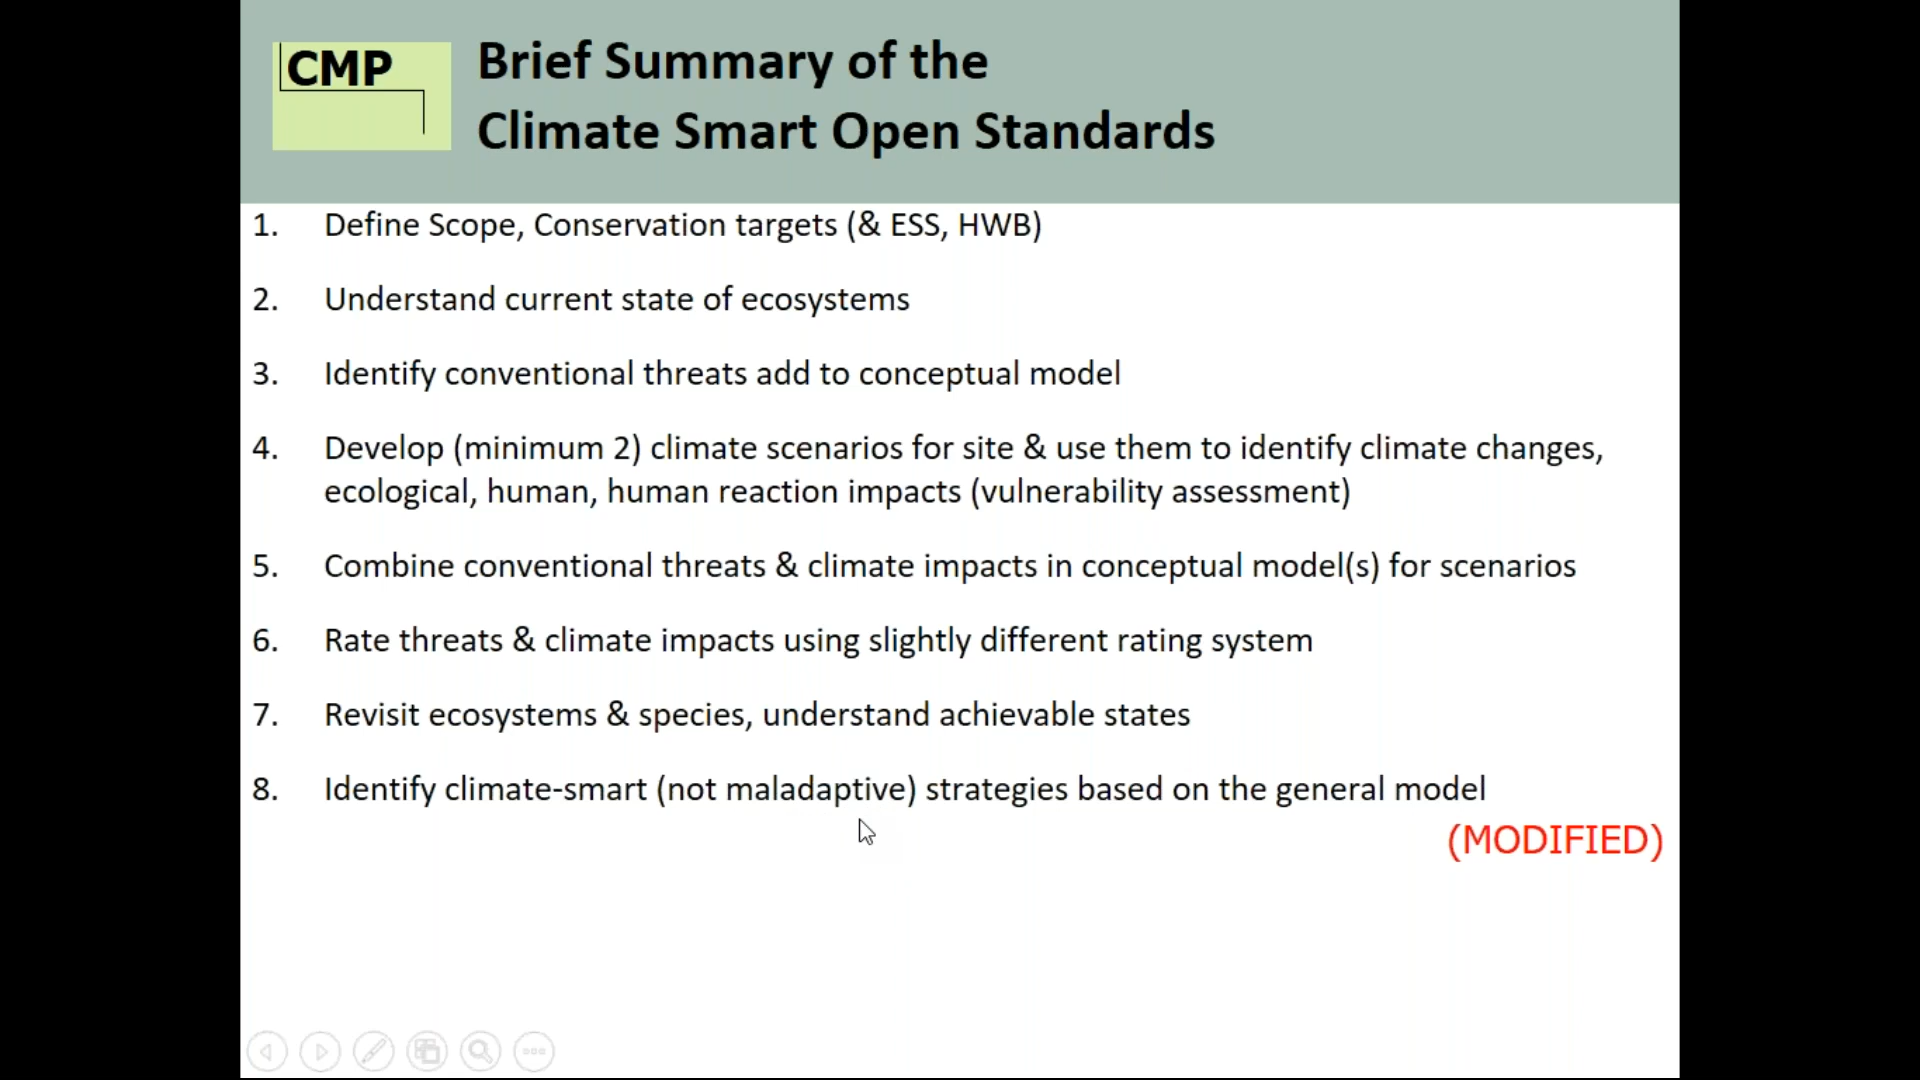 CMP
Brief Summary of the
Climate Smart Open Standards
1. Define Scope, Conservation targets (& ESS, HWB)
2. Understand current state of ecosystems
3. Identify conventional threats add to conceptual model
4. Develop (minimum 2) climate scenarios for site & use them to identify climate changes,
ecological, human, human reaction impacts (vulnerability assessment)
5. Combine conventional threats & climate impacts in conceptual model(s) for scenarios
6. Rate threats & climate impacts using slightly different rating system
7. Revisit ecosystems & species, understand achievable states
8. Identify climate-smart (not maladaptive) strategies based on the general model
(MODIFIED)